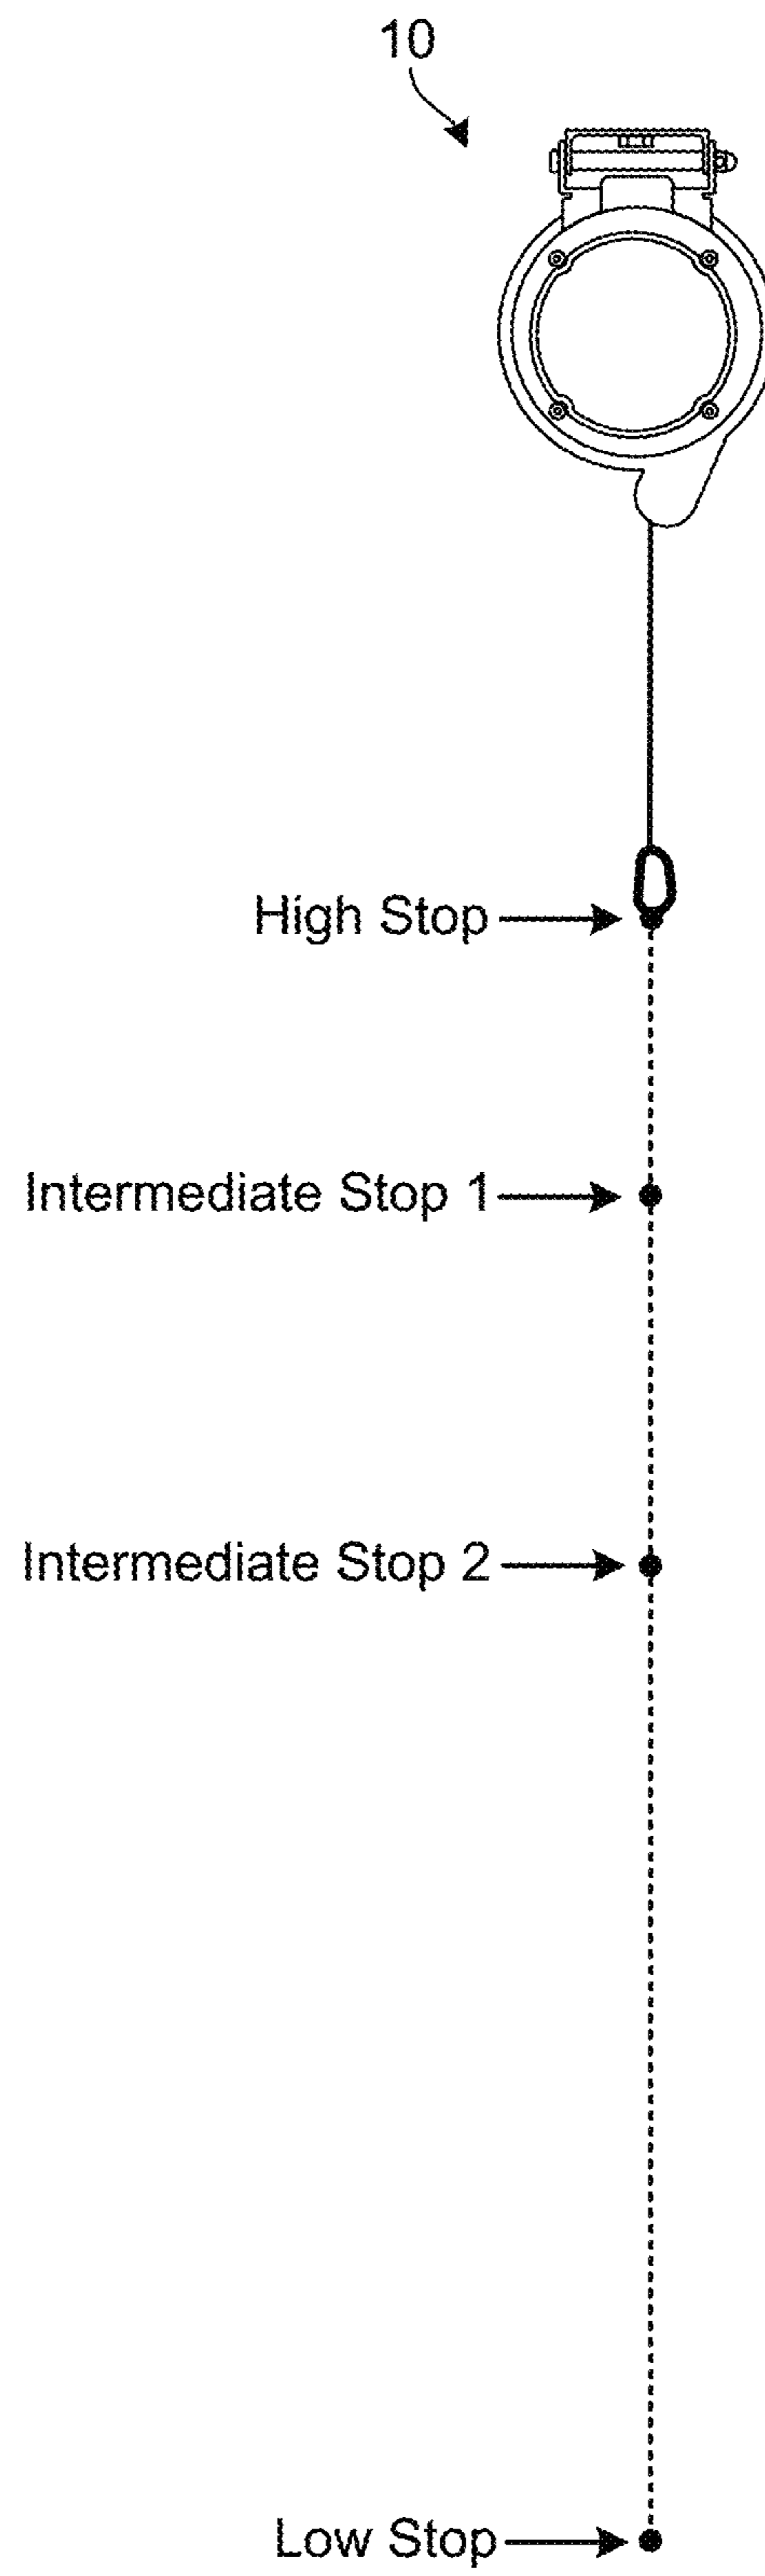 10
High Stop
Intermediate Stop 1
Intermediate Stop 2
Low Stop